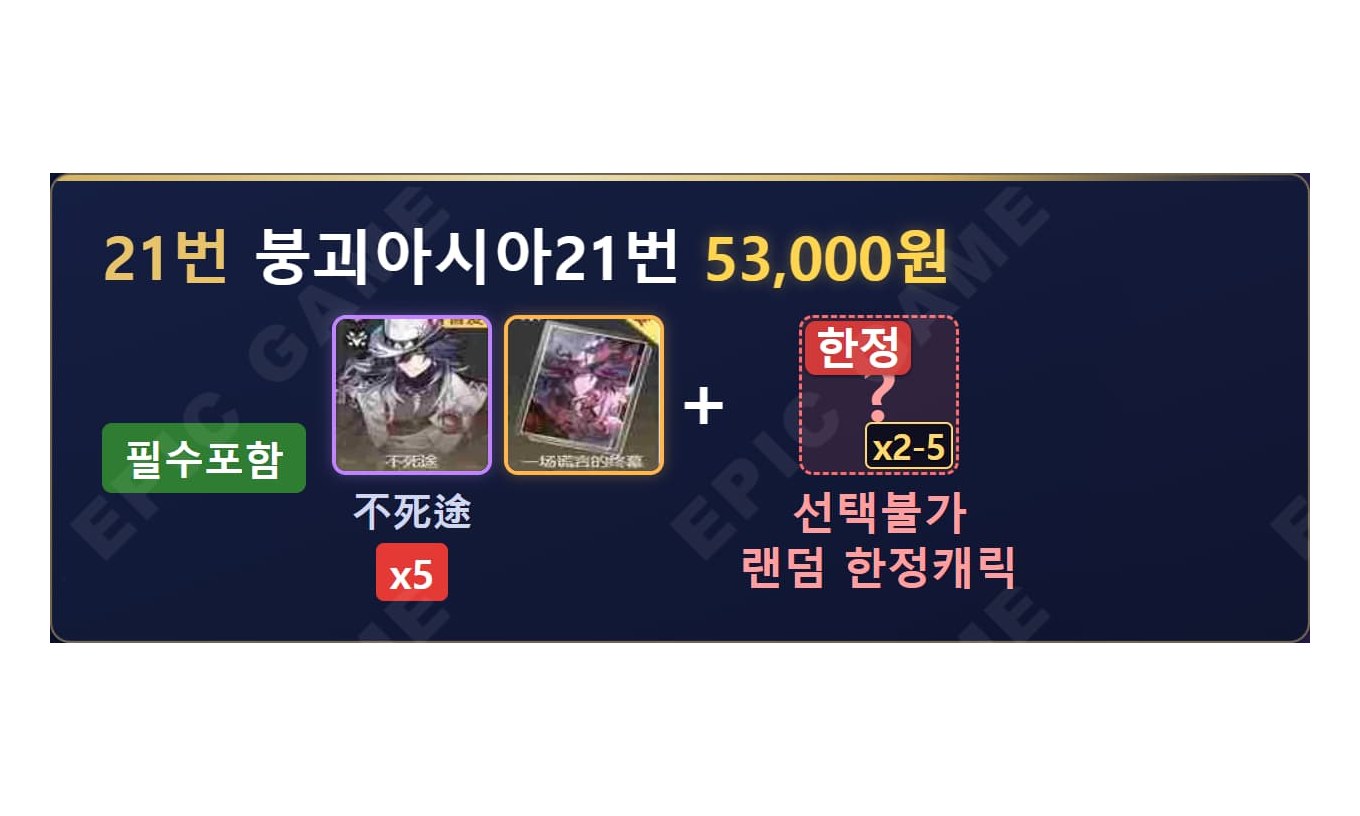 21번 붕괴아시아21번 53,000원
필수포함
不死途
一场谎言的终幕
+
한정
?
x2-5
不死途
x5
선택불가
랜덤 한정캐릭
EPIC GAME
EPIC GAME